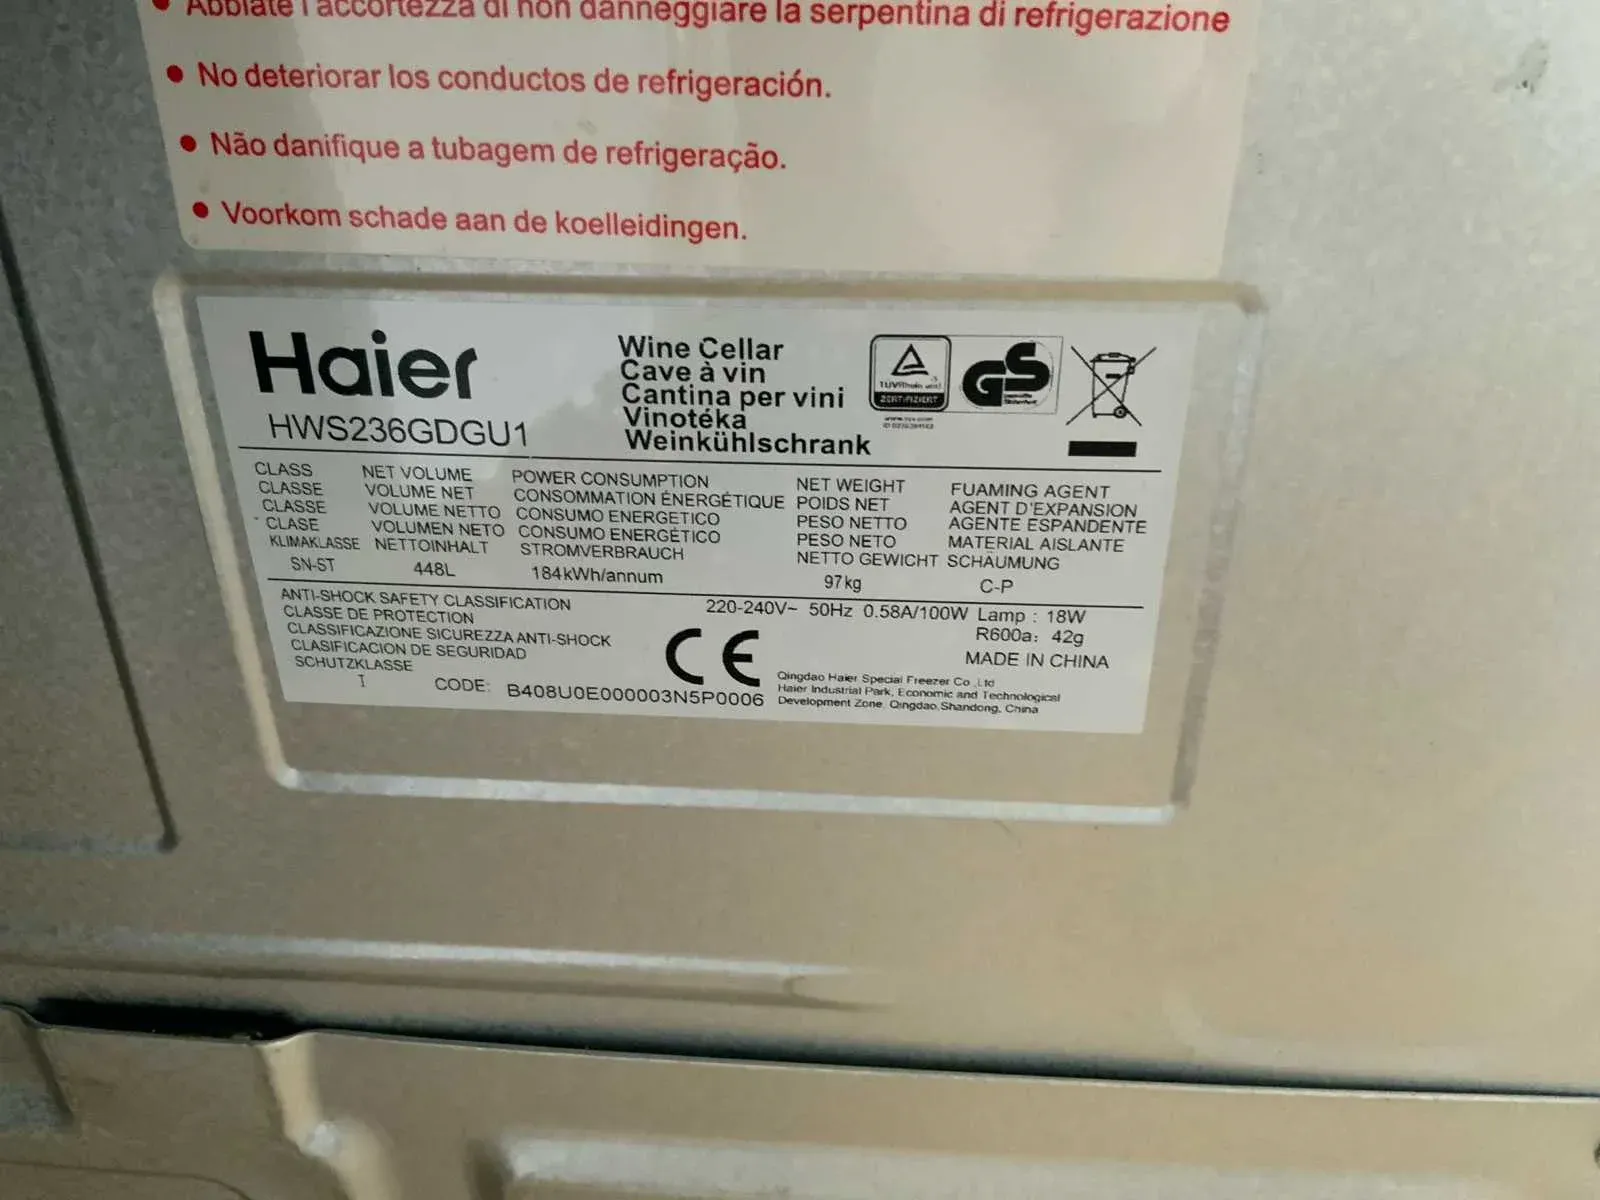 Abbiate l'accortezza di non danneggiare la serpentina di refrigerazione
• No deteriorar los conductos de refrigeración.
• Não danifique a tubagem de refrigeração.
• Voorkom schade aan de koelleidingen.
Haier
HWS236GDGU1
Wine Cellar
Cave à vin
Cantina per vini
Vinotéka
Weinkühlschrank
TÜVRheinland
ZERTIFIZIERT
GS
CLASS NET VOLUME POWER CONSUMPTION NET WEIGHT FUAMING AGENT
CLASSE VOLUME NET CONSOMMATION ÉNERGÉTIQUE POIDS NET AGENT D'EXPANSION
CLASSE VOLUME NETTO CONSUMO ENERGETICO PESO NETTO AGENTE ESPANDENTE
CLASE VOLUMEN NETO CONSUMO ENERGÉTICO PESO NETO MATERIAL AISLANTE
KLIMAKLASSE NETTOINHALT STROMVERBRAUCH NETTO GEWICHT SCHÄUMUNG
SN-ST 448L 184kWh/annum 97kg C-P
ANTI-SHOCK SAFETY CLASSIFICATION
CLASSE DE PROTECTION
CLASSIFICAZIONE SICUREZZA ANTI-SHOCK
CLASIFICACION DE SEGURIDAD
SCHUTZKLASSE
I
220-240V~ 50Hz 0.58A/100W Lamp : 18W
R600a: 42g
CE
MADE IN CHINA
CODE: B408U0E000003N5P0006
Qingdao Haier Special Freezer Co.,Ltd
Haier Industrial Park, Economic and Technological
Development Zone, Qingdao,Shandong, China